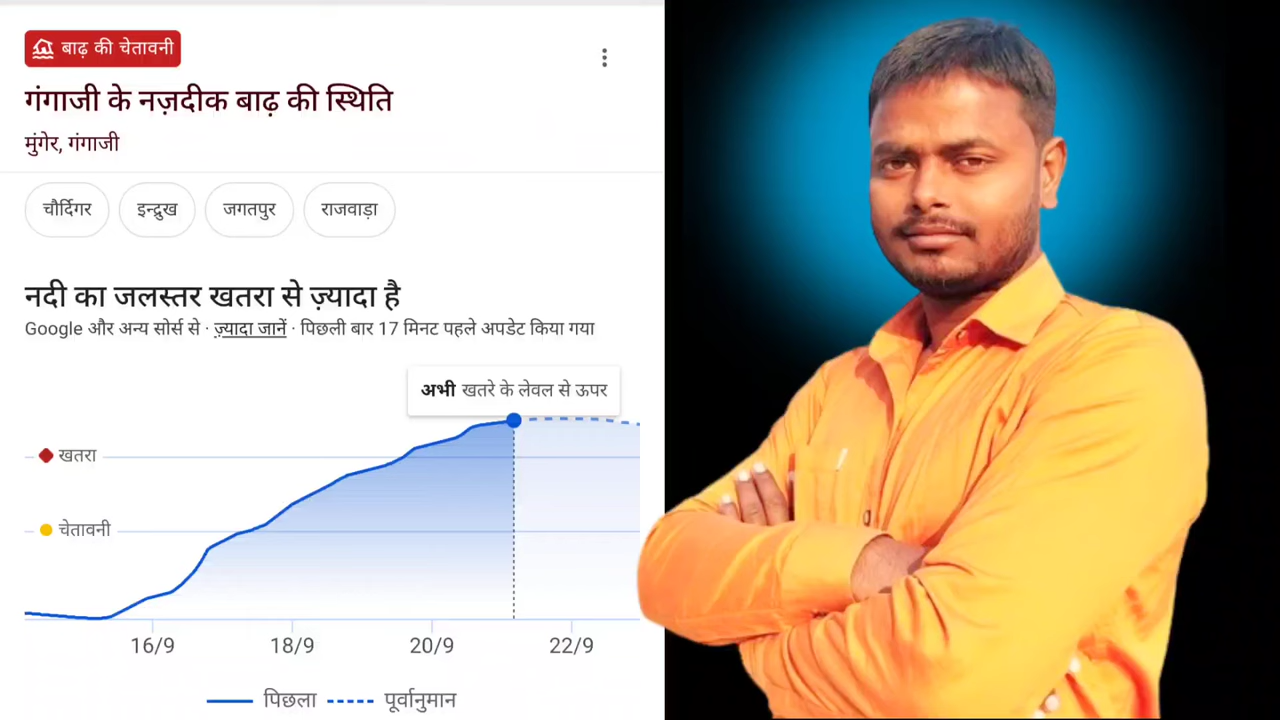 बाढ़ की चेतावनी
गंगाजी के नज़दीक बाढ़ की स्थिति
मुंगेर, गंगाजी
चौर्दिगर इन्द्रुख जगतपुर राजवाड़ा
नदी का जलस्तर खतरा से ज़्यादा है
Google और अन्य सोर्स से · ज़्यादा जानें · पिछली बार 17 मिनट पहले अपडेट किया गया
अभी खतरे के लेवल से ऊपर
खतरा
चेतावनी
16/9 18/9 20/9 22/9
पिछला पूर्वानुमान